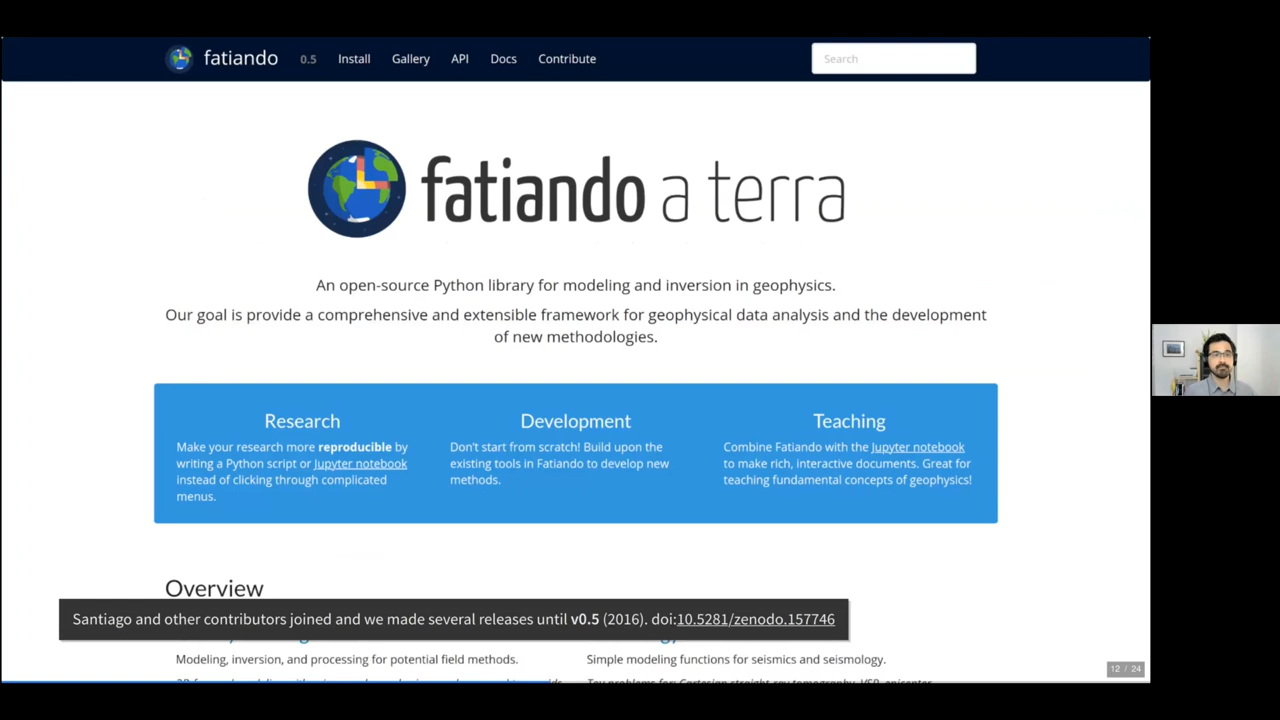 fatiando 0.5 Install Gallery API Docs Contribute Search
fatiando a terra
An open-source Python library for modeling and inversion in geophysics.
Our goal is provide a comprehensive and extensible framework for geophysical data analysis and the development
of new methodologies.
Research
Make your research more reproducible by
writing a Python script or Jupyter notebook
instead of clicking through complicated
menus.
Development
Don't start from scratch! Build upon the
existing tools in Fatiando to develop new
methods.
Teaching
Combine Fatiando with the Jupyter notebook
to make rich, interactive documents. Great for
teaching fundamental concepts of geophysics!
Overview
Santiago and other contributors joined and we made several releases until v0.5 (2016). doi:10.5281/zenodo.157746
Modeling, inversion, and processing for potential field methods.
Simple modeling functions for seismics and seismology.
12 / 24